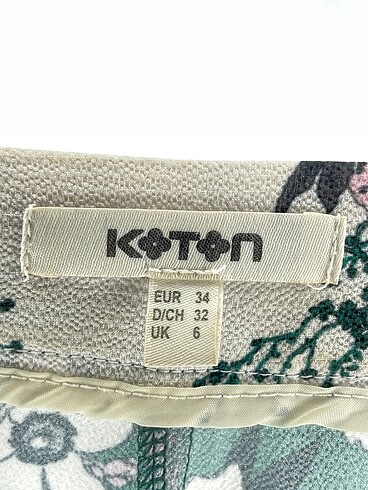 KOTON
EUR 34
D/CH 32
UK 6